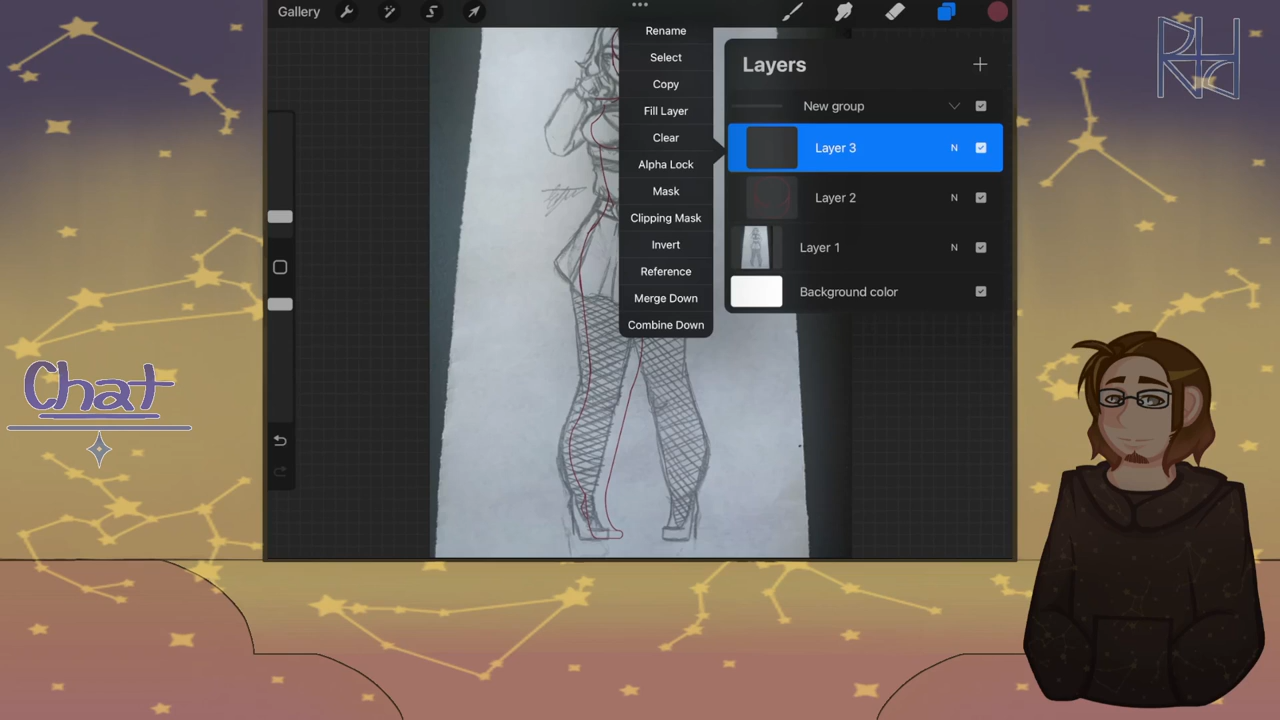 Gallery
Rename
Select
Copy
Fill Layer
Clear
Alpha Lock
Mask
Clipping Mask
Invert
Reference
Merge Down
Combine Down
Layers
New group
Layer 3 N
Layer 2 N
Layer 1 N
Background color
Chat